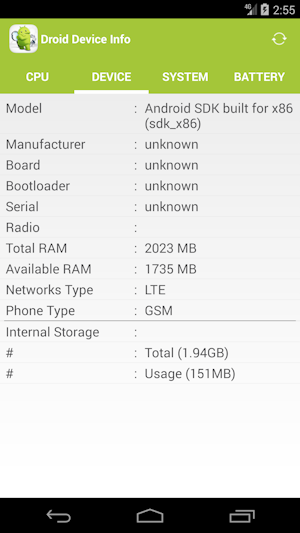 4G 2:55
Droid Device Info
CPU DEVICE SYSTEM BATTERY
Model : Android SDK built for x86
(sdk_x86)
Manufacturer : unknown
Board : unknown
Bootloader : unknown
Serial : unknown
Radio :
Total RAM : 2023 MB
Available RAM : 1735 MB
Networks Type : LTE
Phone Type : GSM
Internal Storage :
# : Total (1.94GB)
# : Usage (151MB)